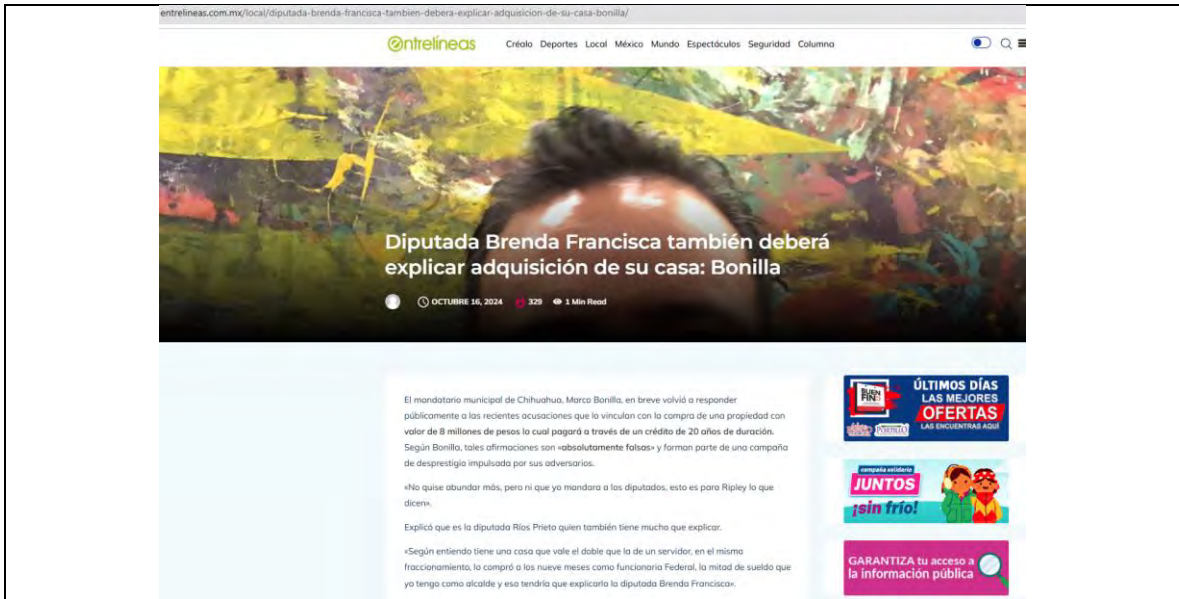 entrelineas.com.mx/local/diputada-brenda-francisca-tambien-debera-explicar-adquisicion-de-su-casa-bonilla/
entrelíneas
Créalo Deportes Local México Mundo Espectáculos Seguridad Columna
Diputada Brenda Francisca también deberá
explicar adquisición de su casa: Bonilla
OCTUBRE 16, 2024 329 1 Min Read
El mandatario municipal de Chihuahua, Marco Bonilla, en breve volvió a responder
públicamente a las recientes acusaciones que lo vinculan con la compra de una propiedad con
valor de 8 millones de pesos lo cual pagará a través de un crédito de 20 años de duración.
Según Bonilla, tales afirmaciones son «absolutamente falsas» y forman parte de una campaña
de desprestigio impulsada por sus adversarios.
«No quise abundar más, pero ni que yo mandara a los diputados, esto es para Ripley lo que
dicen».
Explicó que es la diputada Ríos Prieto quien también tiene mucho que explicar.
«Según entiendo tiene una casa que vale el doble que la de un servidor, en el mismo
fraccionamiento, la compró a los nueve meses como funcionaria Federal, la mitad de sueldo que
yo tengo como alcalde y eso tendría que explicarlo la diputada Brenda Francisca».
BUEN
FIN
ÚLTIMOS DÍAS
LAS MEJORES
OFERTAS
LAS ENCUENTRAS AQUÍ
campaña solidaria
JUNTOS
¡sin frío!
GARANTIZA tu acceso a
la información pública